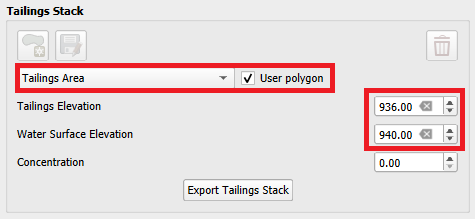 Tailings Stack
Tailings Area User polygon
Tailings Elevation 936.00
Water Surface Elevation 940.00
Concentration 0.00
Export Tailings Stack